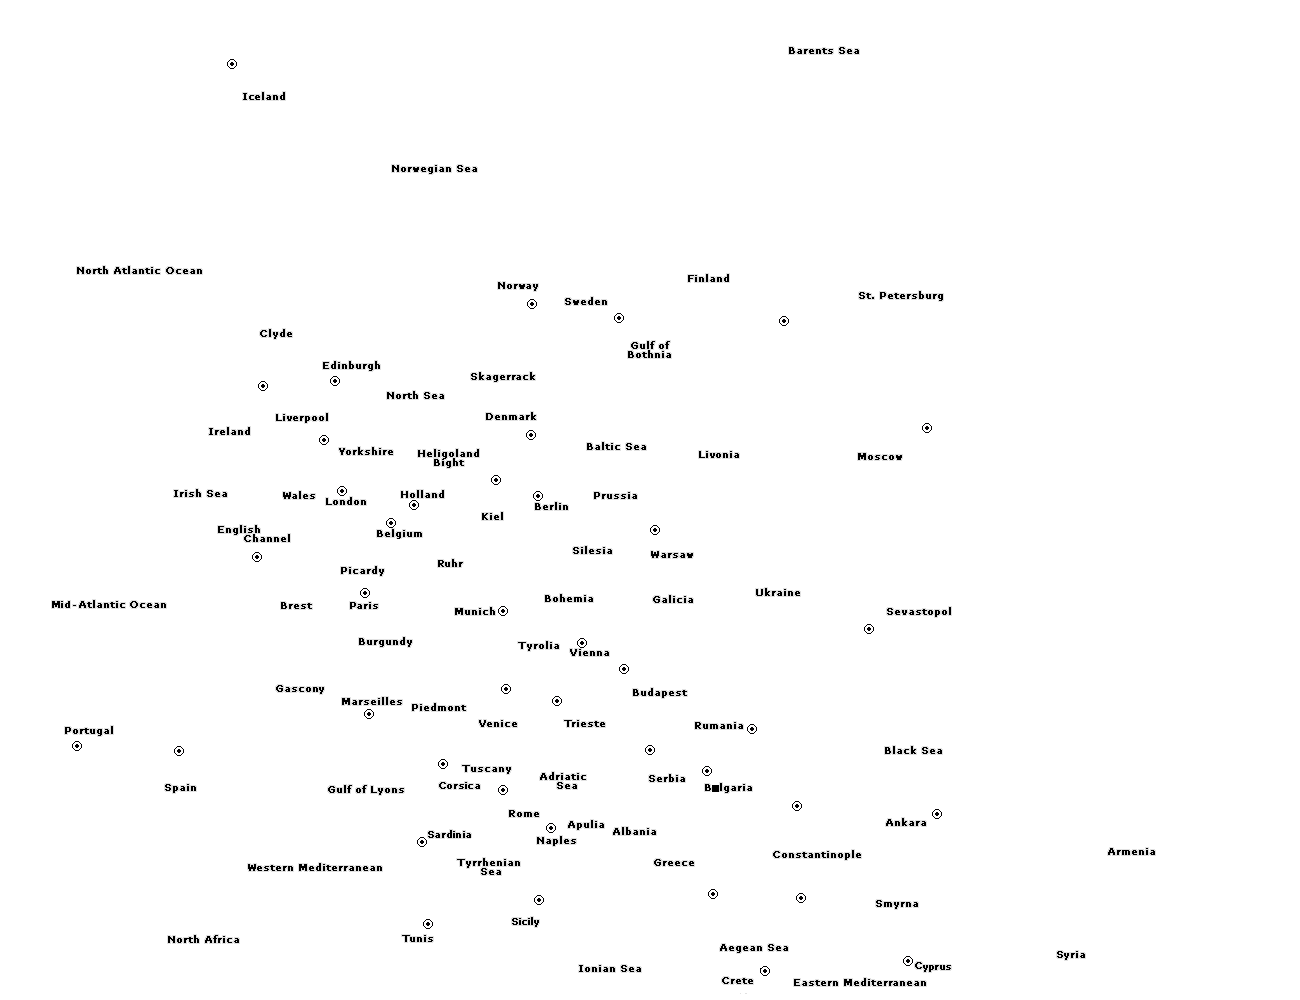 Barents Sea
Iceland
Norwegian Sea
North Atlantic Ocean
Finland
Norway
St. Petersburg
Sweden
Clyde
Gulf of
Bothnia
Edinburgh
Skagerrack
North Sea
Liverpool
Denmark
Ireland
Baltic Sea
Yorkshire
Heligoland
Bight
Livonia
Moscow
Irish Sea
Wales
London
Holland
Prussia
Berlin
Kiel
English
Channel
Belgium
Silesia
Warsaw
Ruhr
Picardy
Ukraine
Bohemia
Galicia
Mid-Atlantic Ocean
Brest
Paris
Munich
Sevastopol
Burgundy
Tyrolia
Vienna
Gascony
Budapest
Marseilles
Piedmont
Venice
Trieste
Rumania
Portugal
Black Sea
Tuscany
Adriatic
Sea
Serbia
Spain
Gulf of Lyons
Corsica
Bulgaria
Rome
Ankara
Apulia
Albania
Sardinia
Naples
Armenia
Constantinople
Western Mediterranean
Tyrrhenian
Sea
Greece
Smyrna
Sicily
North Africa
Tunis
Aegean Sea
Syria
Ionian Sea
Cyprus
Crete
Eastern Mediterranean